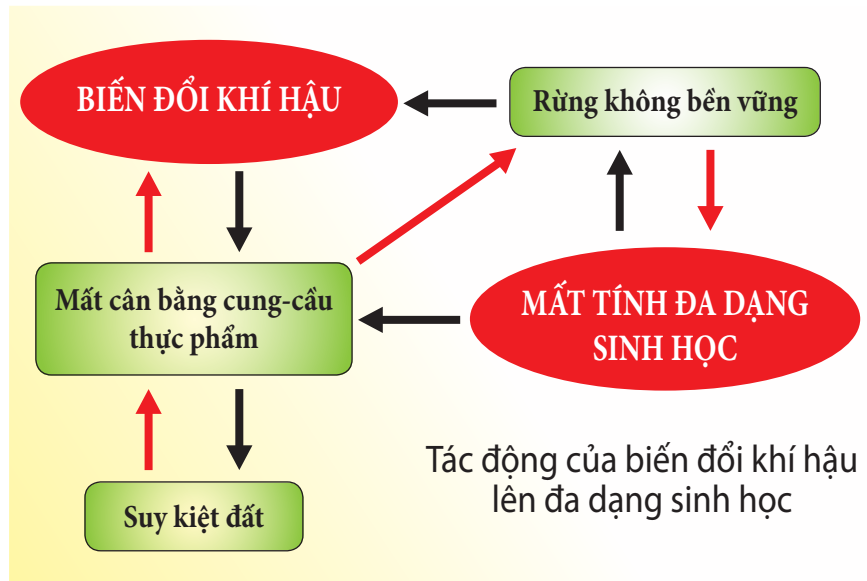 BIẾN ĐỔI KHÍ HẬU
Rừng không bền vững
Mất cân bằng cung-cầu
thực phẩm
MẤT TÍNH ĐA DẠNG
SINH HỌC
Suy kiệt đất
Tác động của biến đổi khí hậu
lên đa dạng sinh học